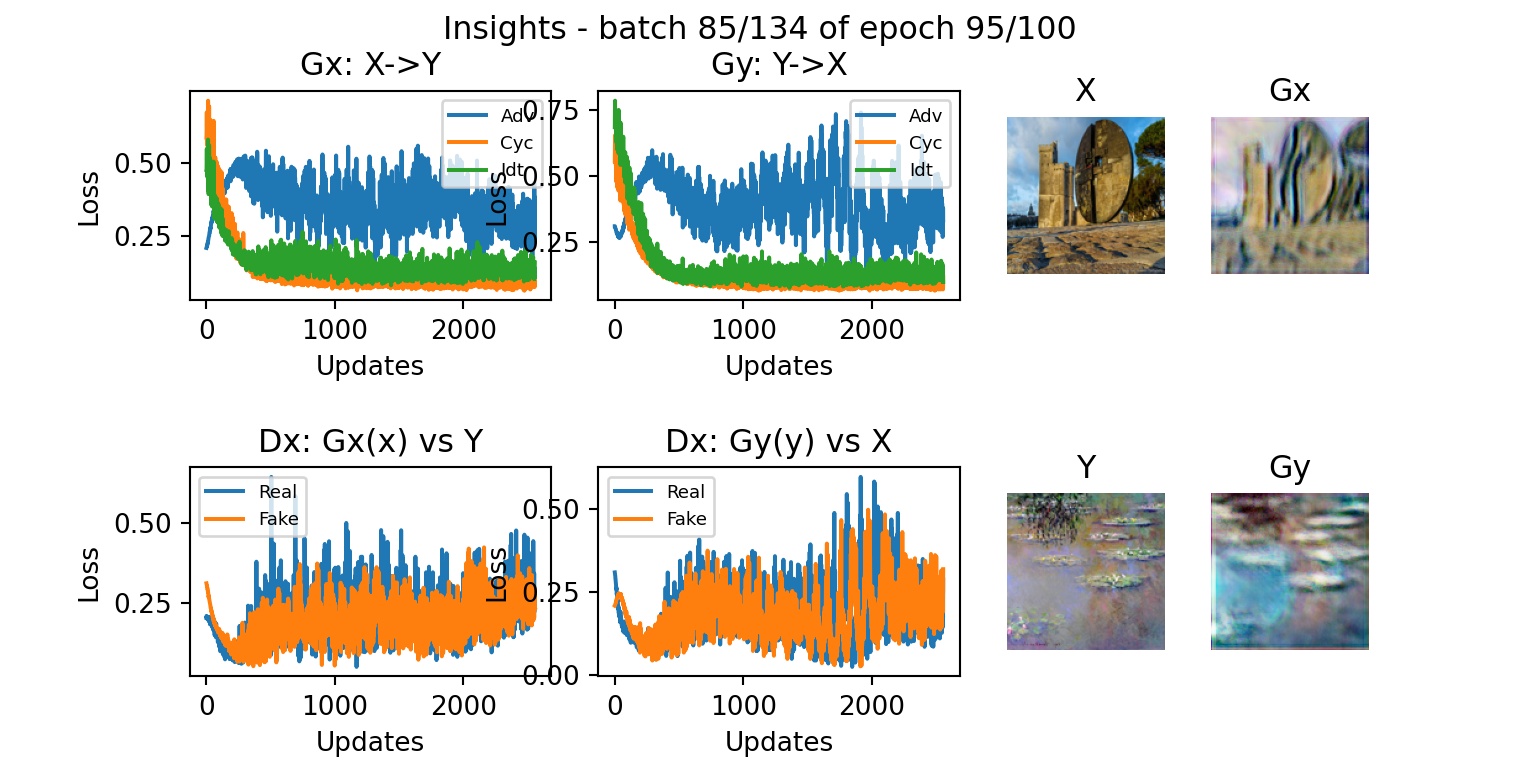 Insights - batch 85/134 of epoch 95/100
Gx: X->Y
Loss
0.50
0.25
Adv
Cyc
Idt
0 1000 2000
Updates
Gy: Y->X
Loss
0.75
0.50
0.25
Adv
Cyc
Idt
0 1000 2000
Updates
X
Gx
Dx: Gx(x) vs Y
Loss
0.50
0.25
Real
Fake
0 1000 2000
Updates
Dx: Gy(y) vs X
Loss
0.50
0.25
0.00
Real
Fake
0 1000 2000
Updates
Y
Gy